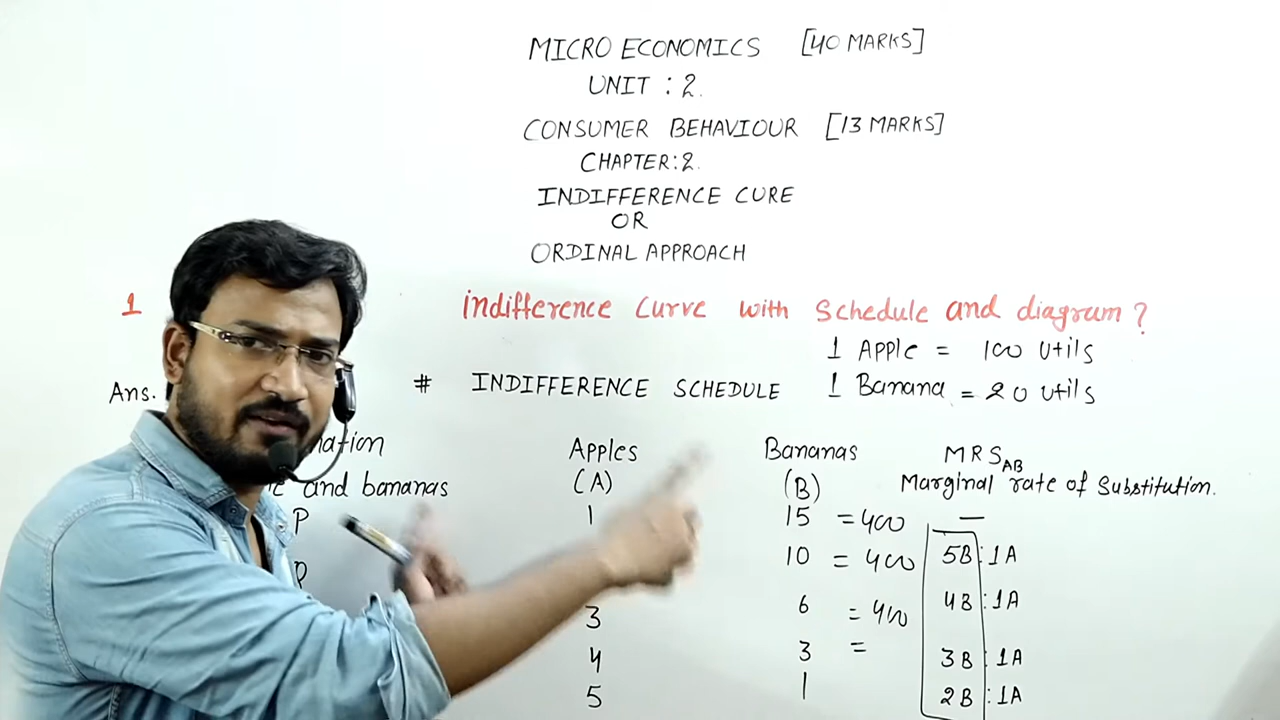 MICRO ECONOMICS [40 MARKS]
UNIT : 2.
CONSUMER BEHAVIOUR [13 MARKS]
CHAPTER:2.
INDIFFERENCE CURE
OR
ORDINAL APPROACH
1 indifference curve with schedule and diagram?
1 APPle = 100 utils
Ans. # INDIFFERENCE SCHEDULE 1 Banana = 20 utils
Apples Bananas MRSAB
and bananas (A) (B) Marginal rate of substitution.
P 1 15 = 400 —
10 = 400 5B:1A
3 6 = 400 4B:1A
4 3 = 3B:1A
5 1 2B:1A